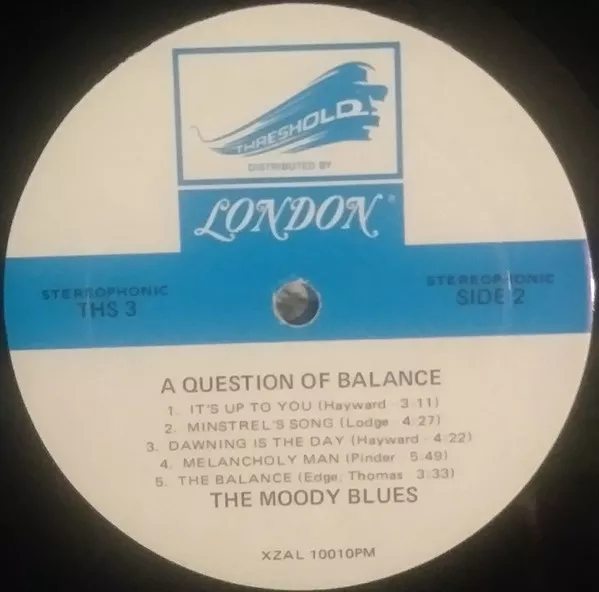 THRESHOLD
DISTRIBUTED BY
LONDON®
STEREOPHONIC
THS 3
STEREOPHONIC
SIDE 2
A QUESTION OF BALANCE
1. IT'S UP TO YOU (Hayward 3:11)
2. MINSTREL'S SONG (Lodge 4:27)
3. DAWNING IS THE DAY (Hayward 4:22)
4. MELANCHOLY MAN (Pinder 5:49)
5. THE BALANCE (Edge, Thomas 3:33)
THE MOODY BLUES
XZAL 10010PM